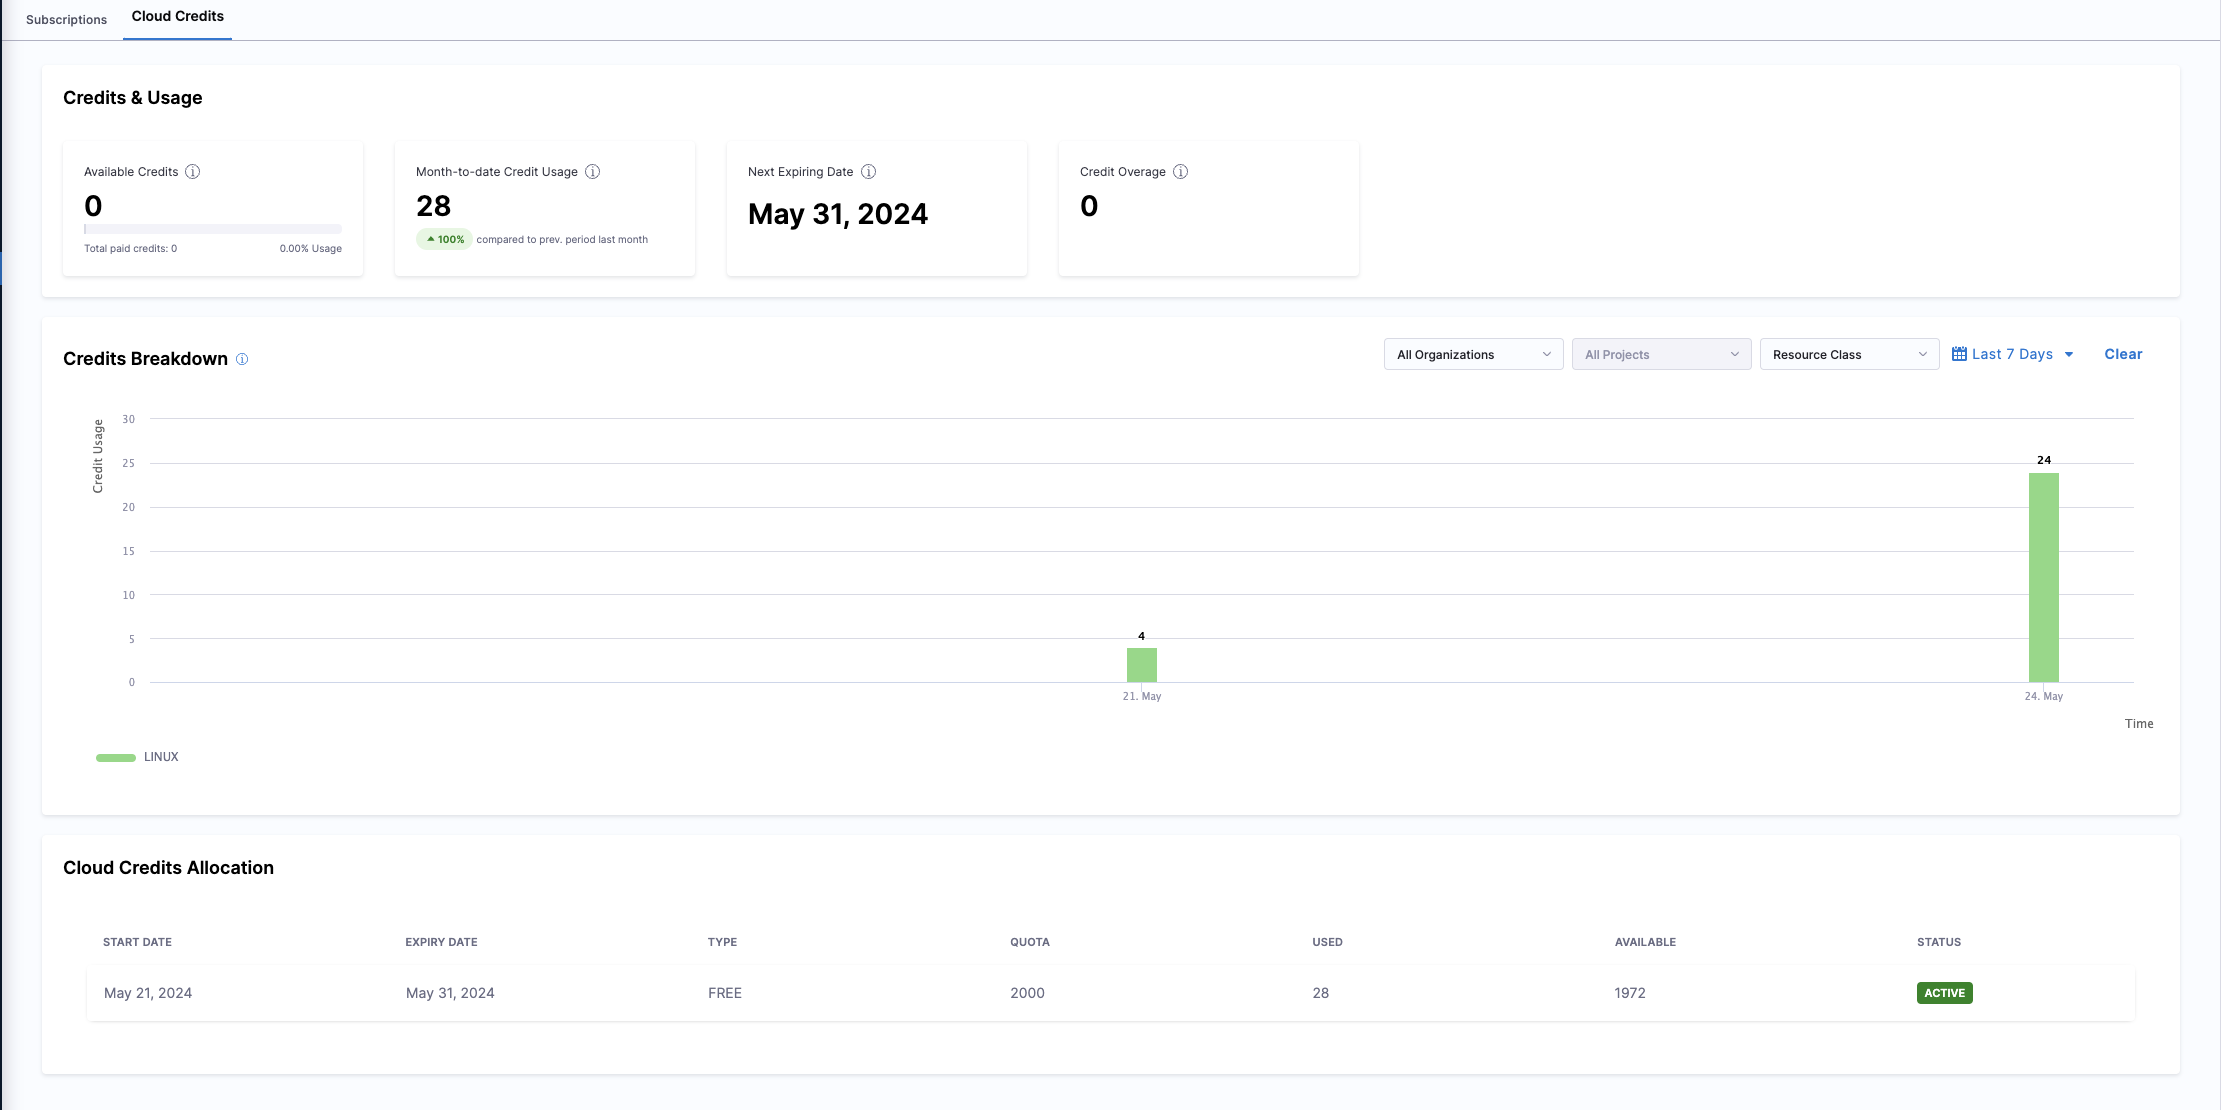 Subscriptions
Cloud Credits
Credits & Usage
Available Credits
0
Total paid credits: 0
0.00% Usage
Month-to-date Credit Usage
28
100% compared to prev. period last month
Next Expiring Date
May 31, 2024
Credit Overage
0
Credits Breakdown
All Organizations
All Projects
Resource Class
Last 7 Days
Clear
Credit Usage
30
25
20
15
10
5
0
4
24
21. May
24. May
Time
LINUX
Cloud Credits Allocation
START DATE EXPIRY DATE TYPE QUOTA USED AVAILABLE STATUS
May 21, 2024 May 31, 2024 FREE 2000 28 1972 ACTIVE